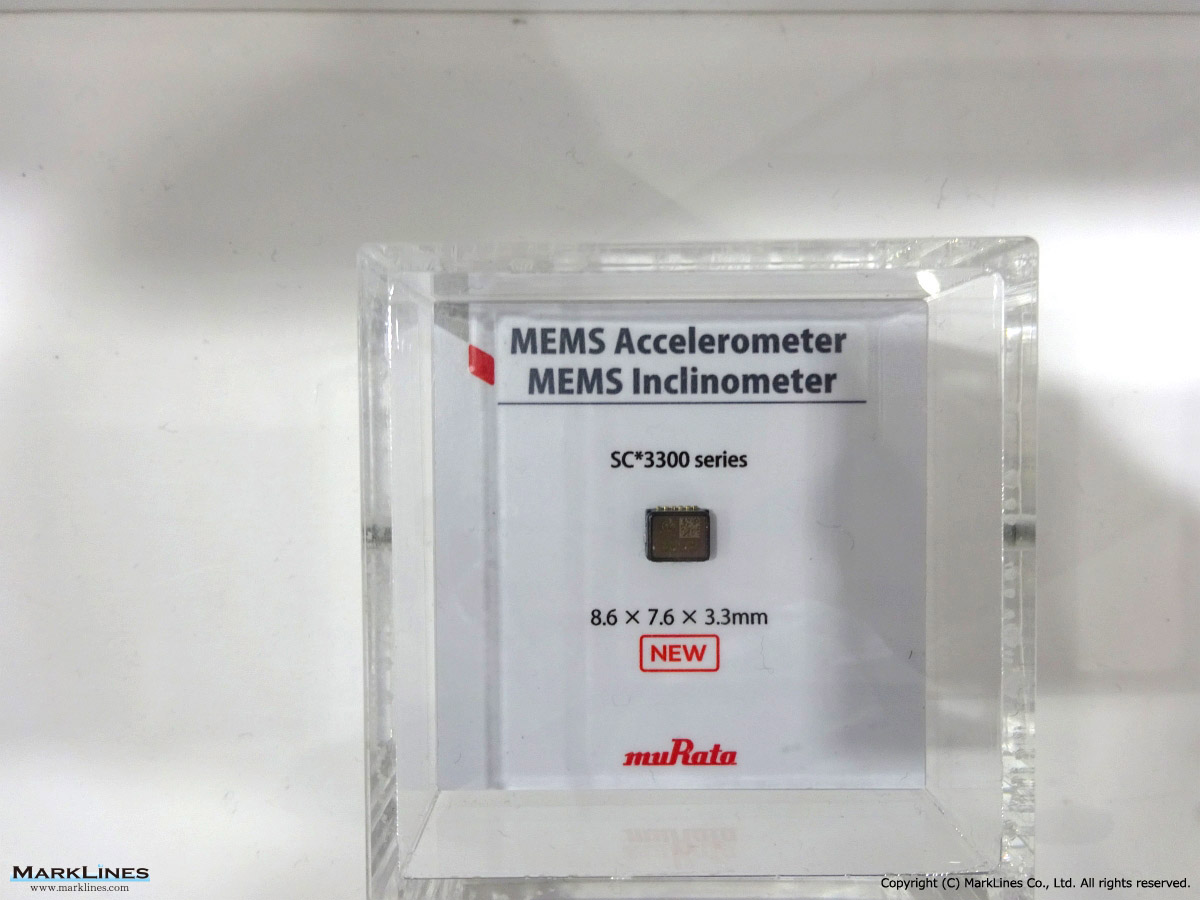 MEMS Accelerometer
MEMS Inclinometer
SC*3300 series
8.6 × 7.6 × 3.3mm
NEW
muRata
MARKLINES
www.marklines.com
Copyright (C) MarkLines Co., Ltd. All rights reserved.